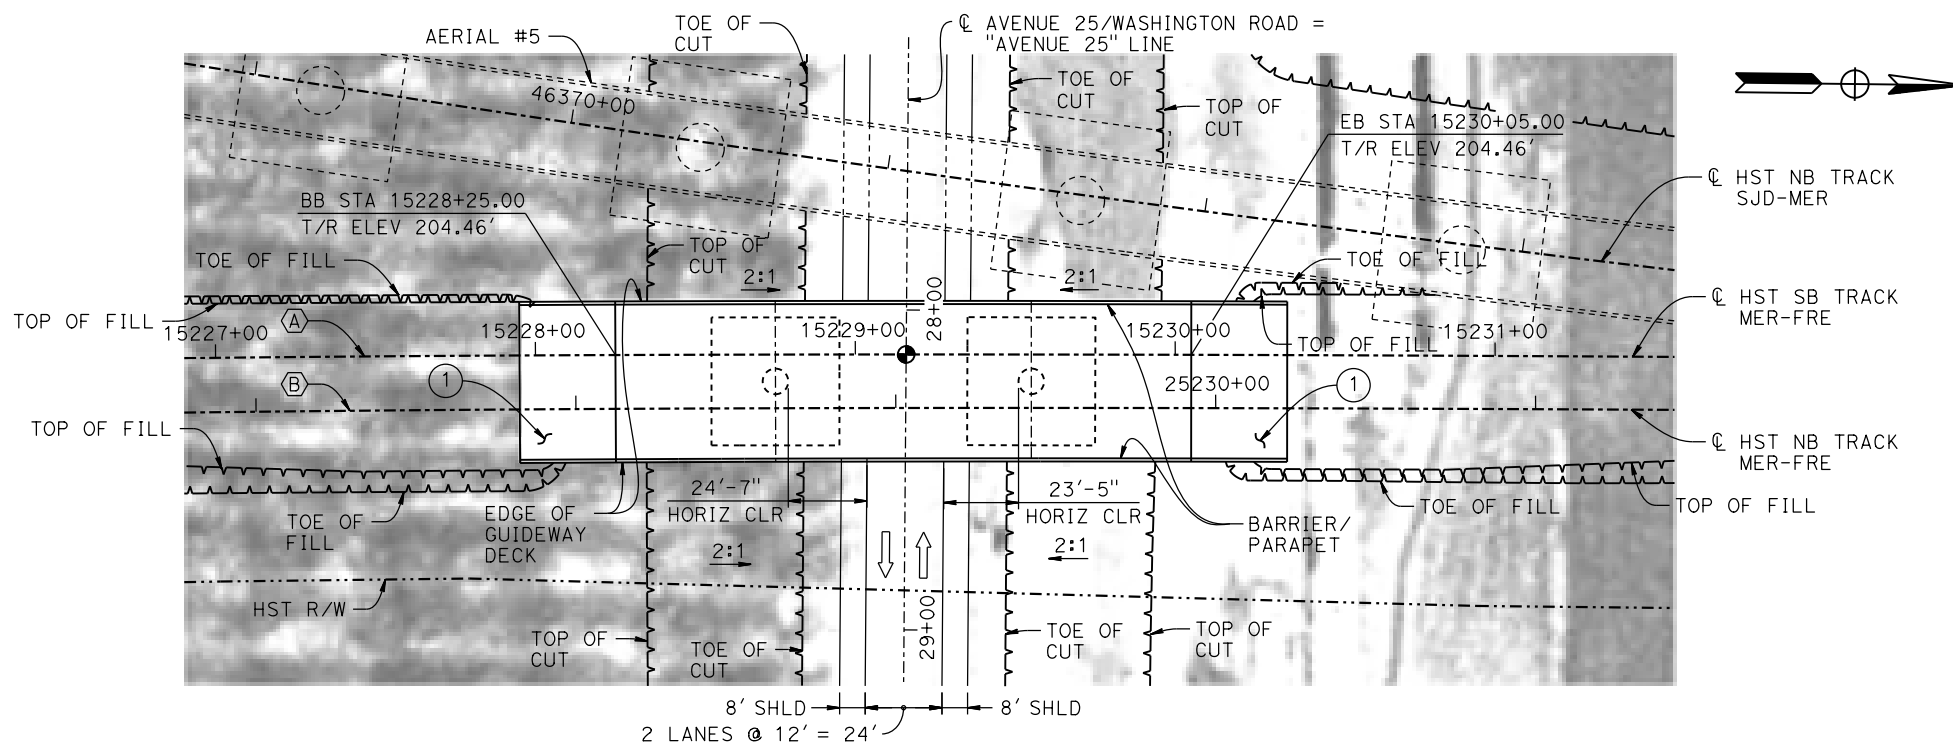 AERIAL #5
TOE OF
CUT
℄ AVENUE 25/WASHINGTON ROAD =
"AVENUE 25" LINE
46370+00
TOE OF
CUT
TOP OF
CUT
EB STA 15230+05.00
T/R ELEV 204.46'
℄ HST NB TRACK
SJD-MER
BB STA 15228+25.00
T/R ELEV 204.46'
TOP OF
CUT
2:1
2:1
TOE OF FILL
TOE OF FILL
TOP OF FILL
15227+00
A
15228+00
15229+00
28+00
15230+00
TOP OF FILL
15231+00
℄ HST SB TRACK
MER-FRE
B
1
25230+00
1
TOP OF FILL
℄ HST NB TRACK
MER-FRE
24'-7"
HORIZ CLR
23'-5"
HORIZ CLR
TOE OF
FILL
EDGE OF
GUIDEWAY
DECK
BARRIER/
PARAPET
TOE OF FILL
TOP OF FILL
2:1
2:1
HST R/W
29+00
TOP OF
CUT
TOE OF
CUT
TOE OF
CUT
TOP OF
CUT
8' SHLD
8' SHLD
2 LANES @ 12' = 24'